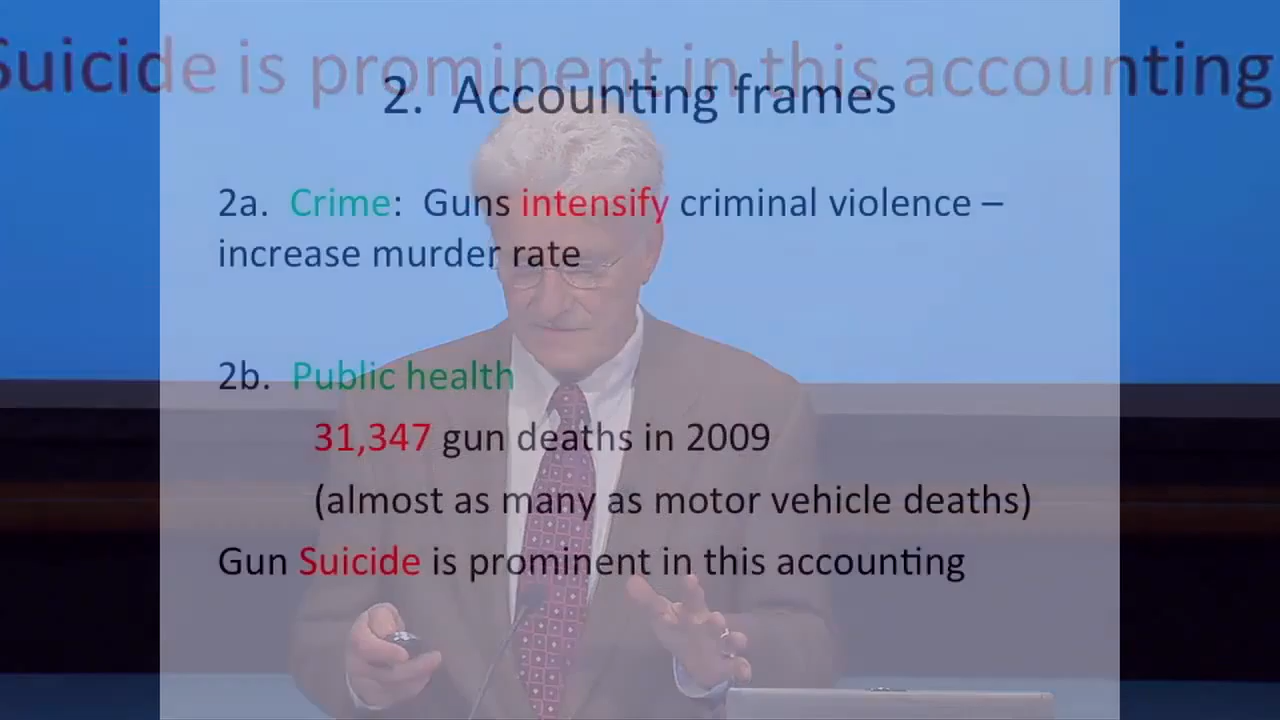 Suicide is prominent in this accounting
2. Accounting frames
2a. Crime: Guns intensify criminal violence –
increase murder rate
2b. Public health
31,347 gun deaths in 2009
(almost as many as motor vehicle deaths)
Gun Suicide is prominent in this accounting